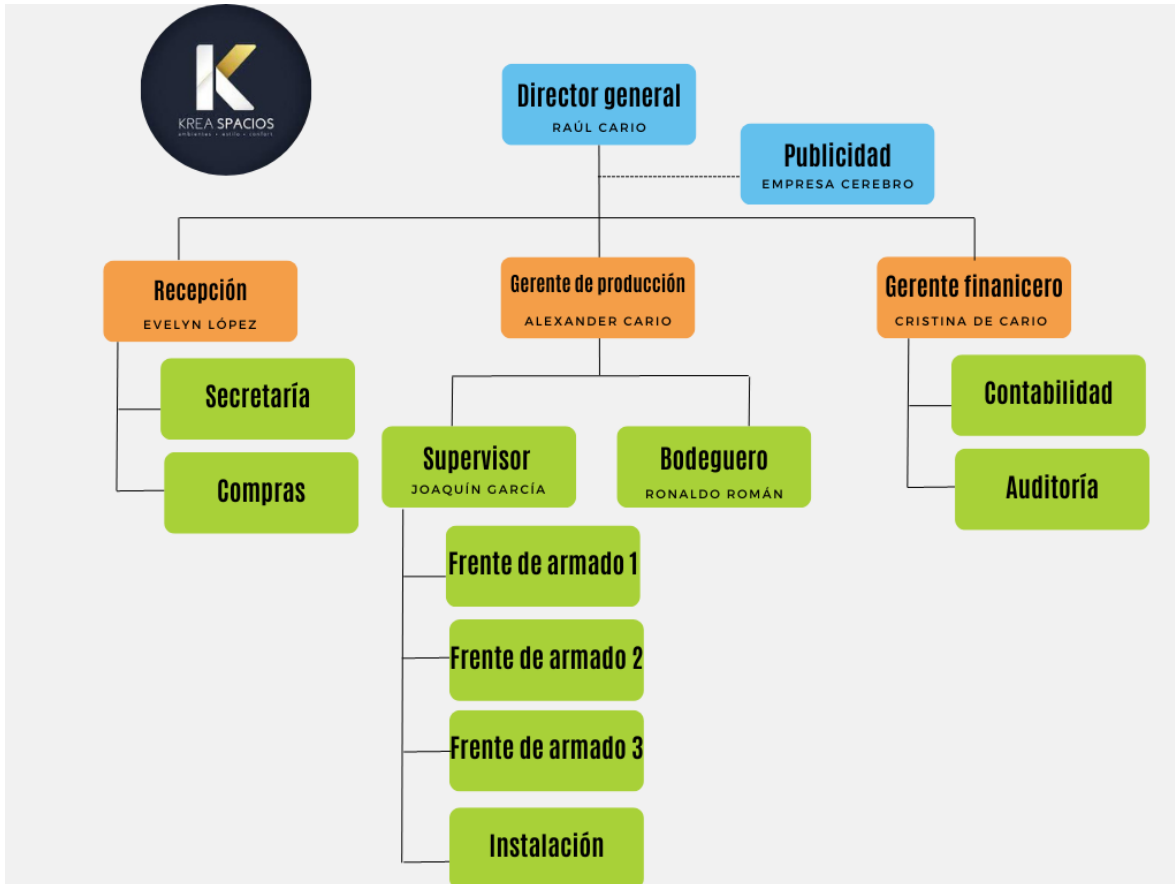 KREA SPACIOS
ambientes • estilo • confort
Director general
RAÚL CARIO
Publicidad
EMPRESA CEREBRO
Recepción
EVELYN LÓPEZ
Gerente de producción
ALEXANDER CARIO
Gerente finanicero
CRISTINA DE CARIO
Secretaría
Compras
Supervisor
JOAQUÍN GARCÍA
Bodeguero
RONALDO ROMÁN
Contabilidad
Auditoría
Frente de armado 1
Frente de armado 2
Frente de armado 3
Instalación